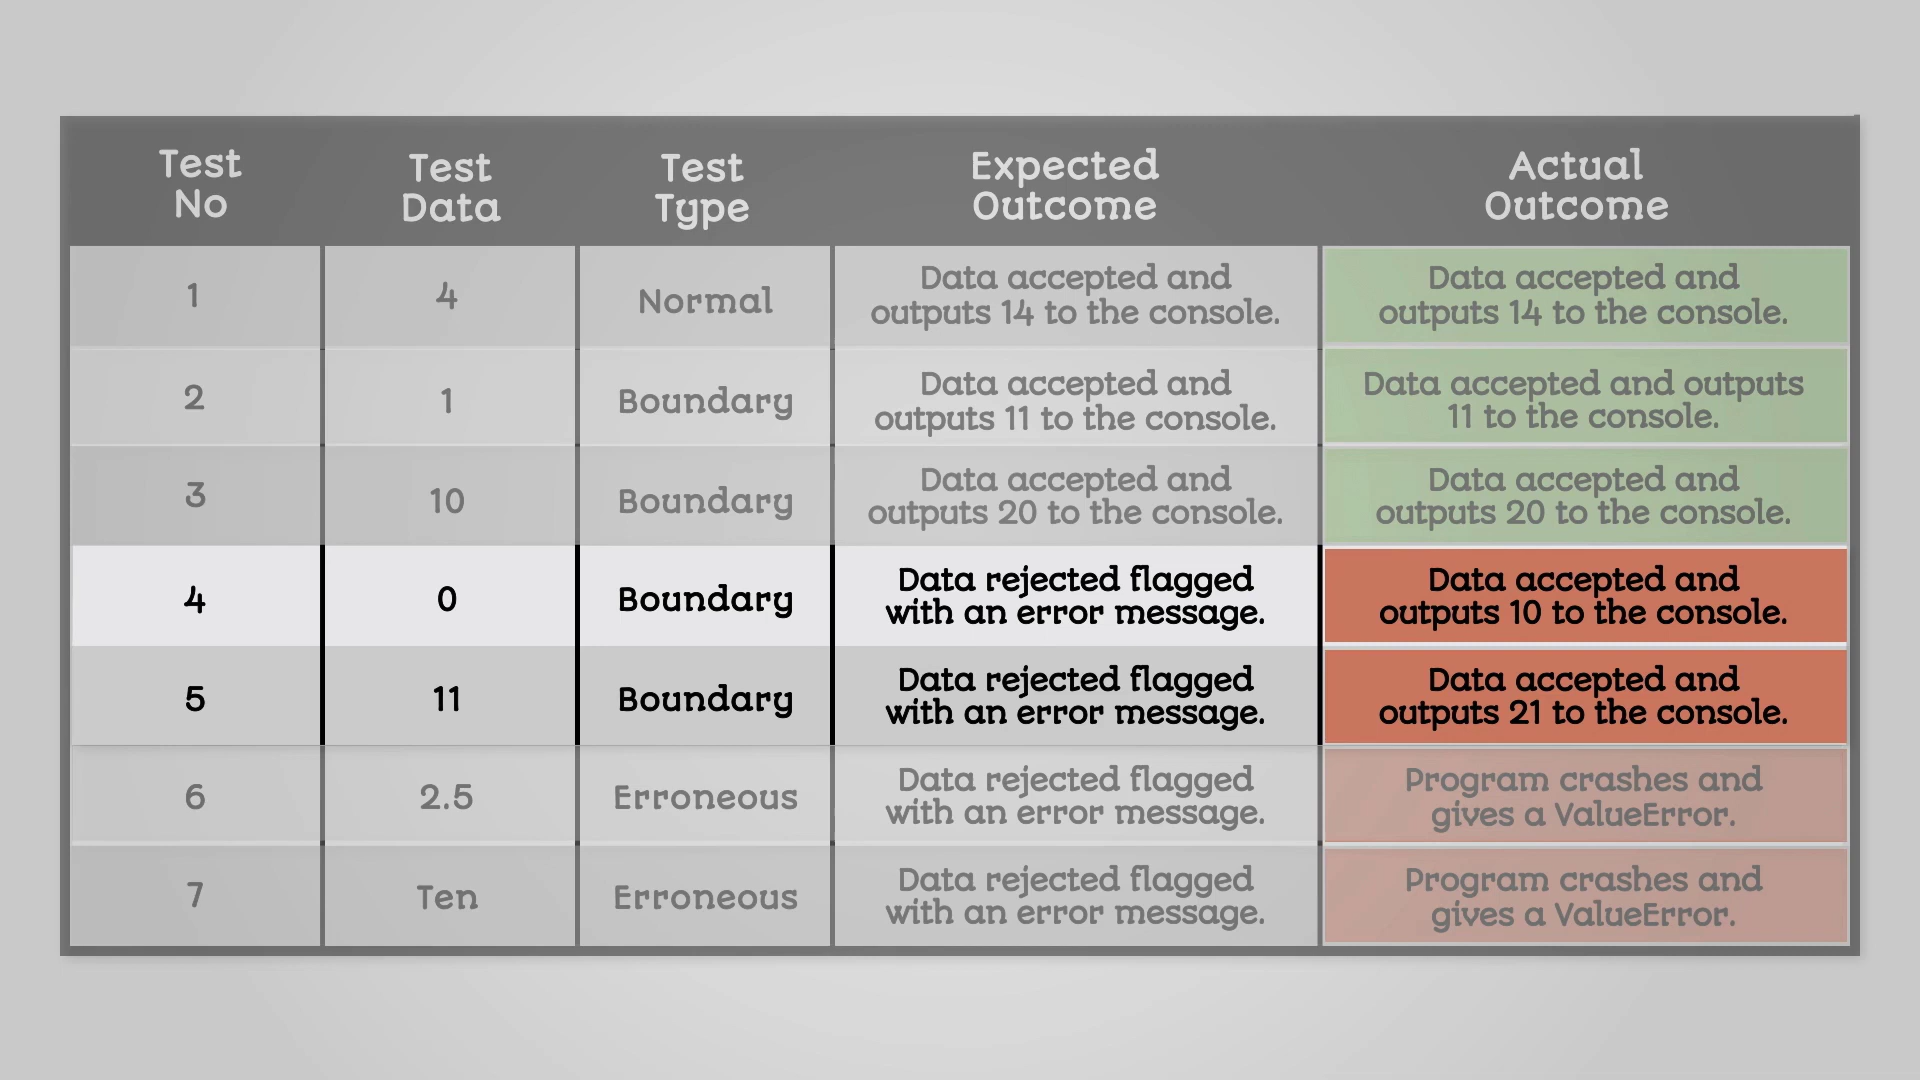 Test
No
Test
Data
Test
Type
Expected
Outcome
Actual
Outcome
1
4
Normal
Data accepted and
outputs 14 to the console.
Data accepted and
outputs 14 to the console.
2
1
Boundary
Data accepted and
outputs 11 to the console.
Data accepted and outputs
11 to the console.
3
10
Boundary
Data accepted and
outputs 20 to the console.
Data accepted and
outputs 20 to the console.
4
0
Boundary
Data rejected flagged
with an error message.
Data accepted and
outputs 10 to the console.
5
11
Boundary
Data rejected flagged
with an error message.
Data accepted and
outputs 21 to the console.
6
2.5
Erroneous
Data rejected flagged
with an error message.
Program crashes and
gives a ValueError.
7
Ten
Erroneous
Data rejected flagged
with an error message.
Program crashes and
gives a ValueError.